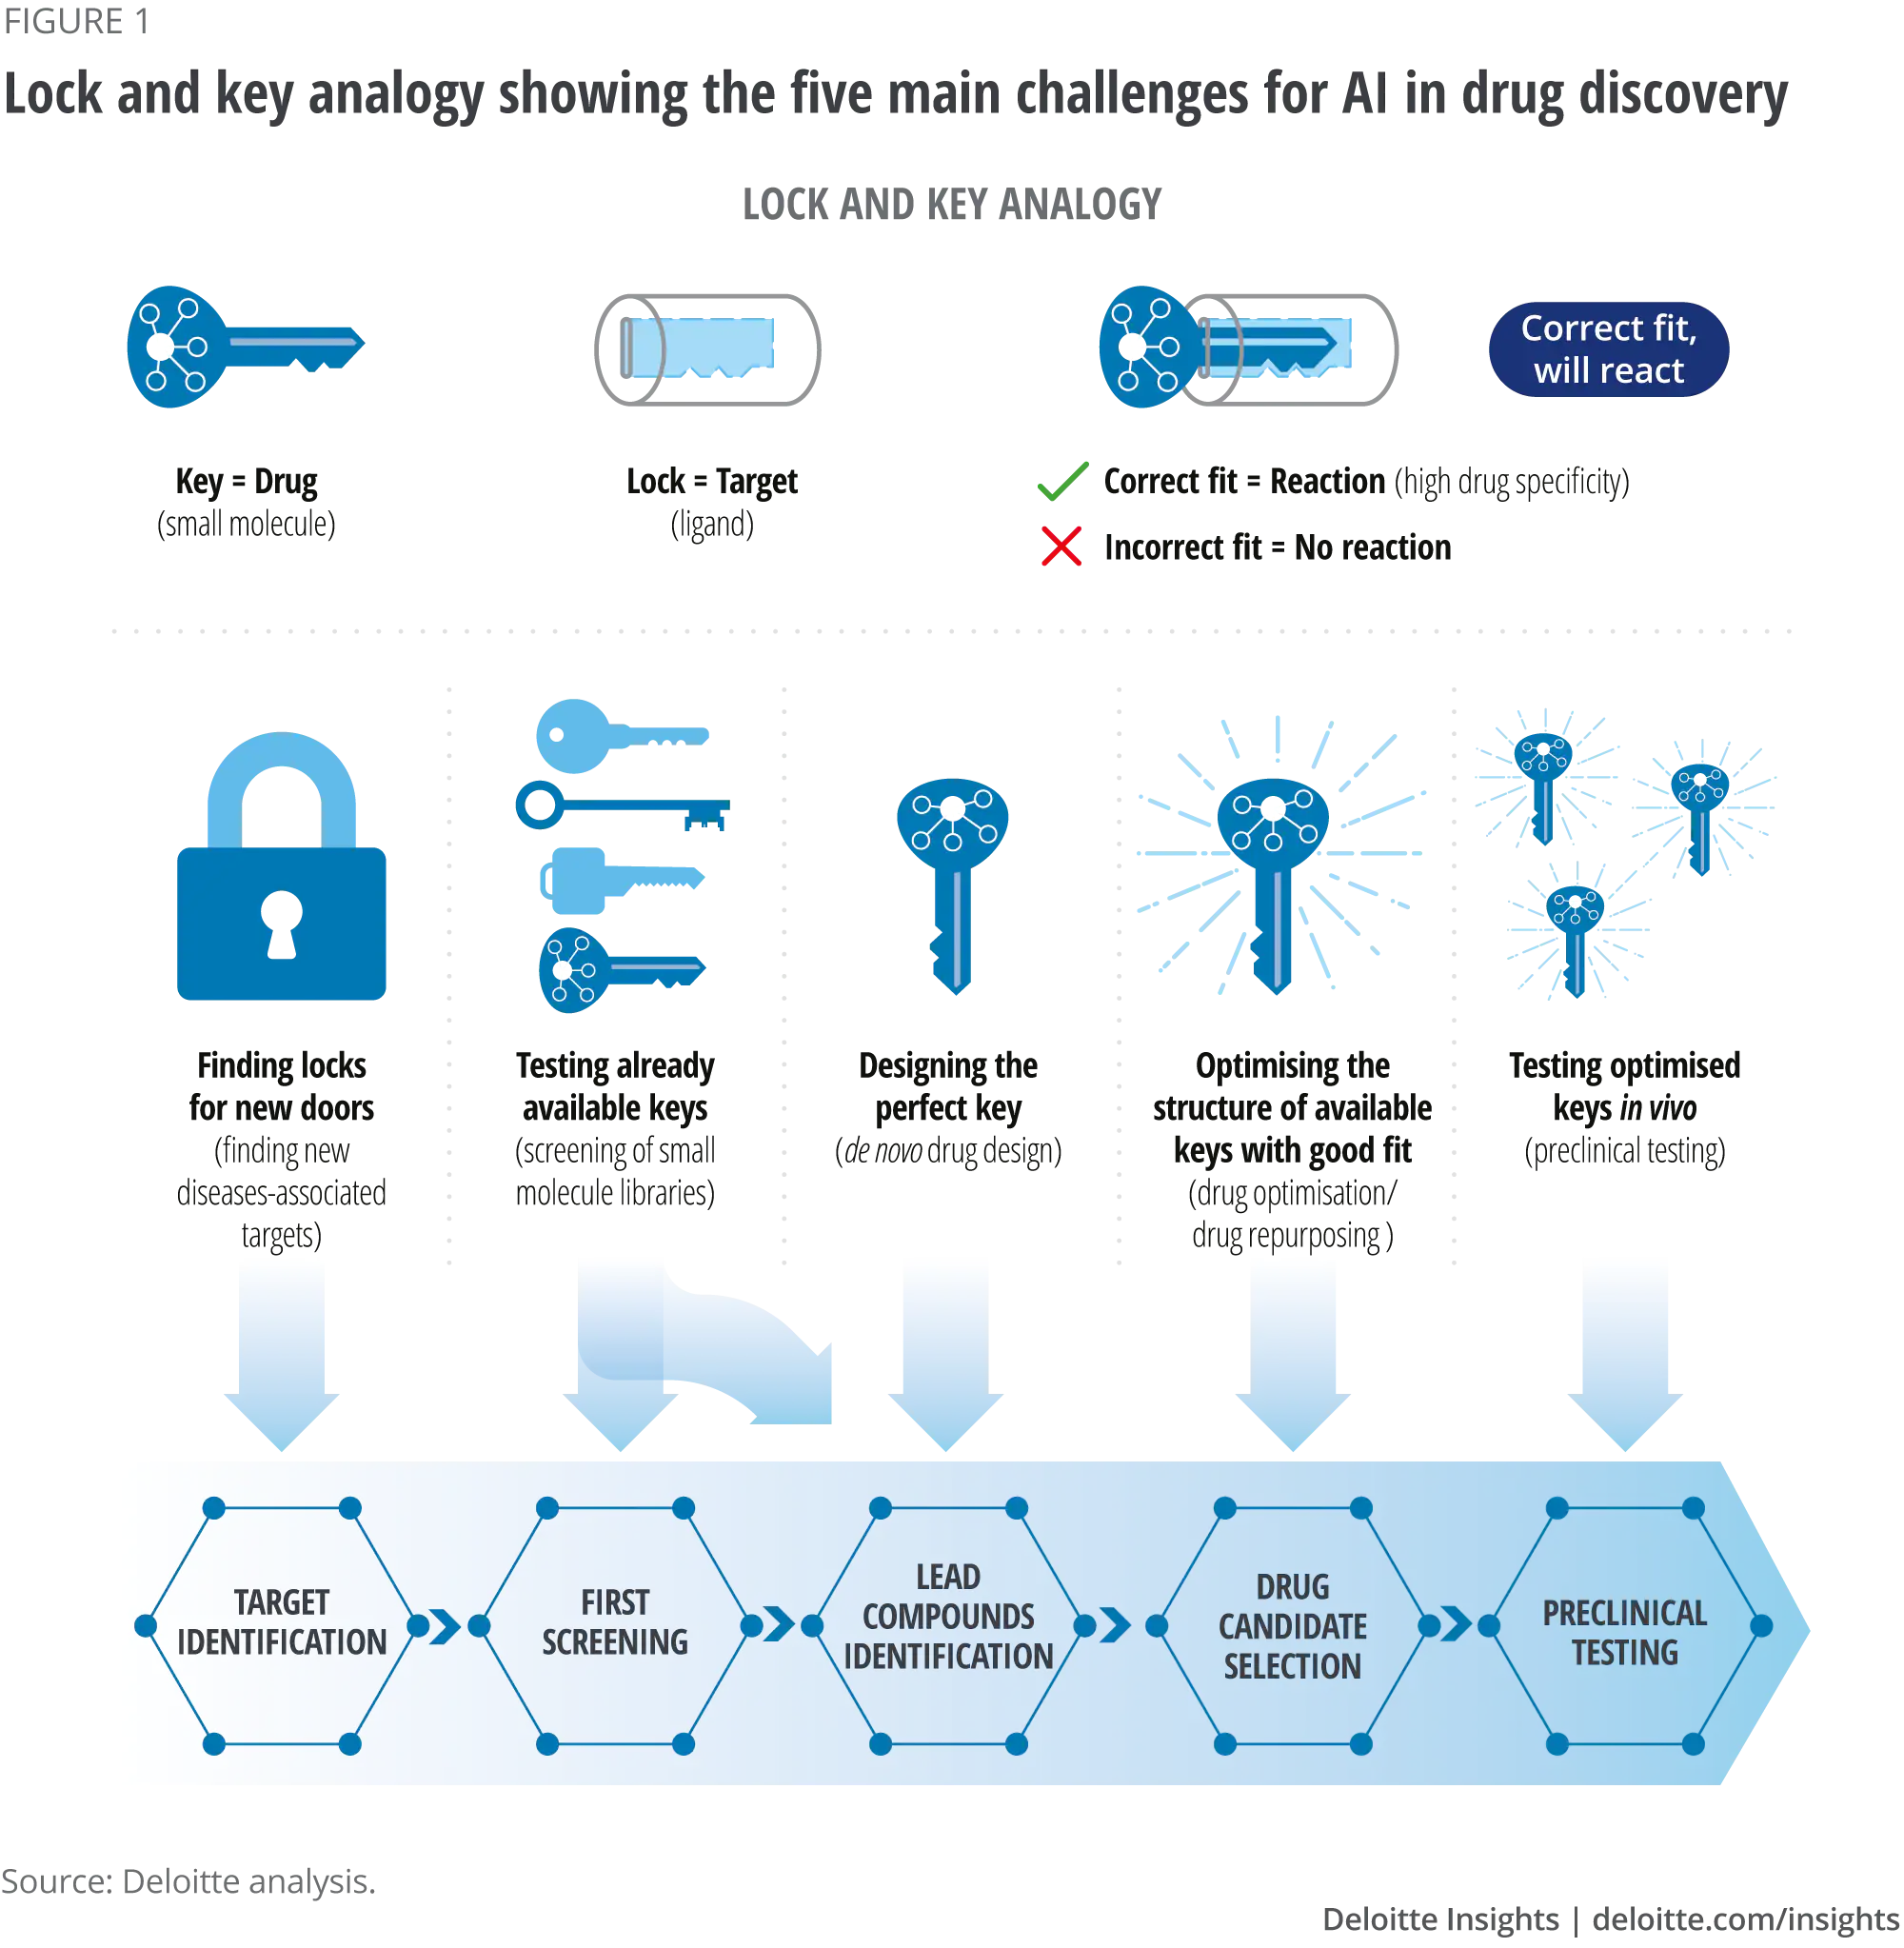 FIGURE 1
Lock and key analogy showing the five main challenges for AI in drug discovery
LOCK AND KEY ANALOGY
Correct fit,
will react
Key = Drug
(small molecule)
Lock = Target
(ligand)
Correct fit = Reaction (high drug specificity)
Incorrect fit = No reaction
Finding locks
for new doors
(finding new
diseases-associated
targets)
Testing already
available keys
(screening of small
molecule libraries)
Designing the
perfect key
(de novo drug design)
Optimising the
structure of available
keys with good fit
(drug optimisation/
drug repurposing )
Testing optimised
keys in vivo
(preclinical testing)
TARGET
IDENTIFICATION
FIRST
SCREENING
LEAD
COMPOUNDS
IDENTIFICATION
DRUG
CANDIDATE
SELECTION
PRECLINICAL
TESTING
Source: Deloitte analysis.
Deloitte Insights | deloitte.com/insights